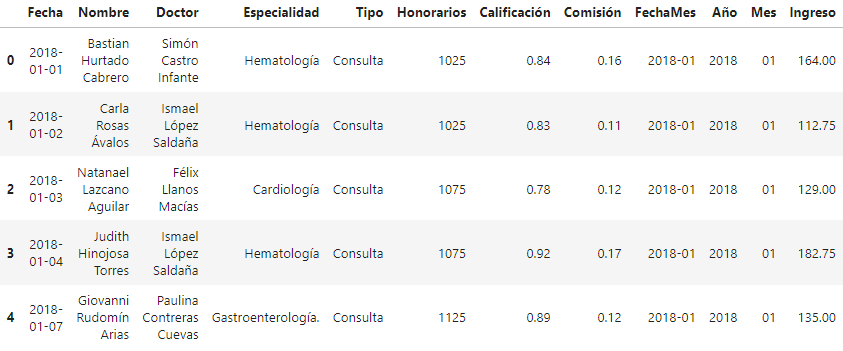 Fecha Nombre Doctor Especialidad Tipo Honorarios Calificación Comisión FechaMes Año Mes Ingreso
0 2018-01-01 Bastian Hurtado Cabrero Simón Castro Infante Hematología Consulta 1025 0.84 0.16 2018-01 2018 01 164.00
1 2018-01-02 Carla Rosas Ávalos Ismael López Saldaña Hematología Consulta 1025 0.83 0.11 2018-01 2018 01 112.75
2 2018-01-03 Natanael Lazcano Aguilar Félix Llanos Macías Cardiología Consulta 1075 0.78 0.12 2018-01 2018 01 129.00
3 2018-01-04 Judith Hinojosa Torres Ismael López Saldaña Hematología Consulta 1075 0.92 0.17 2018-01 2018 01 182.75
4 2018-01-07 Giovanni Rudomín Arias Paulina Contreras Cuevas Gastroenterología. Consulta 1125 0.89 0.12 2018-01 2018 01 135.00